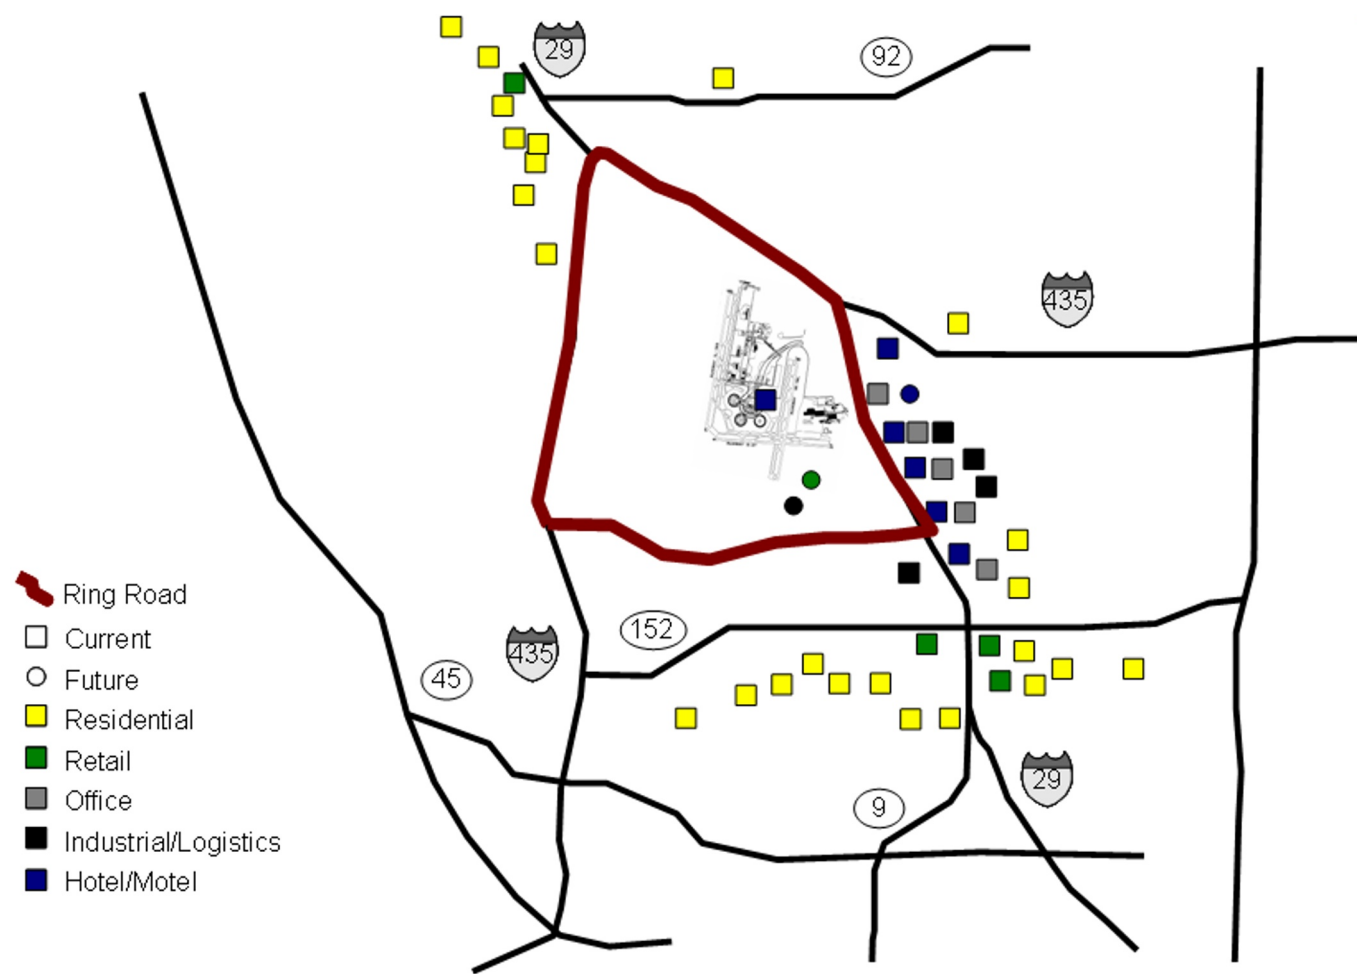 29
92
435
152
435
45
29
9
Ring Road
Current
Future
Residential
Retail
Office
Industrial/Logistics
Hotel/Motel